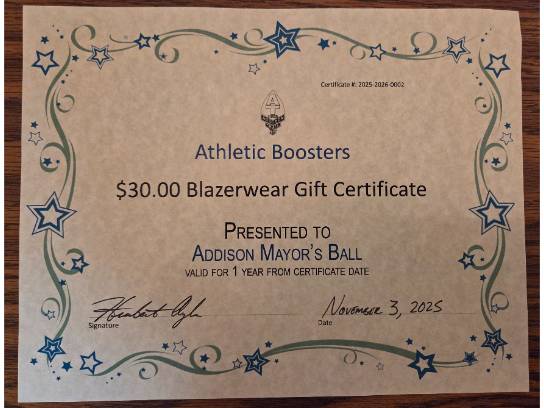 Certificate #: 2025-2026-0002
Athletic Boosters
$30.00 Blazerwear Gift Certificate
PRESENTED TO
ADDISON MAYOR'S BALL
VALID FOR 1 YEAR FROM CERTIFICATE DATE
November 3, 2025
Signature
Date